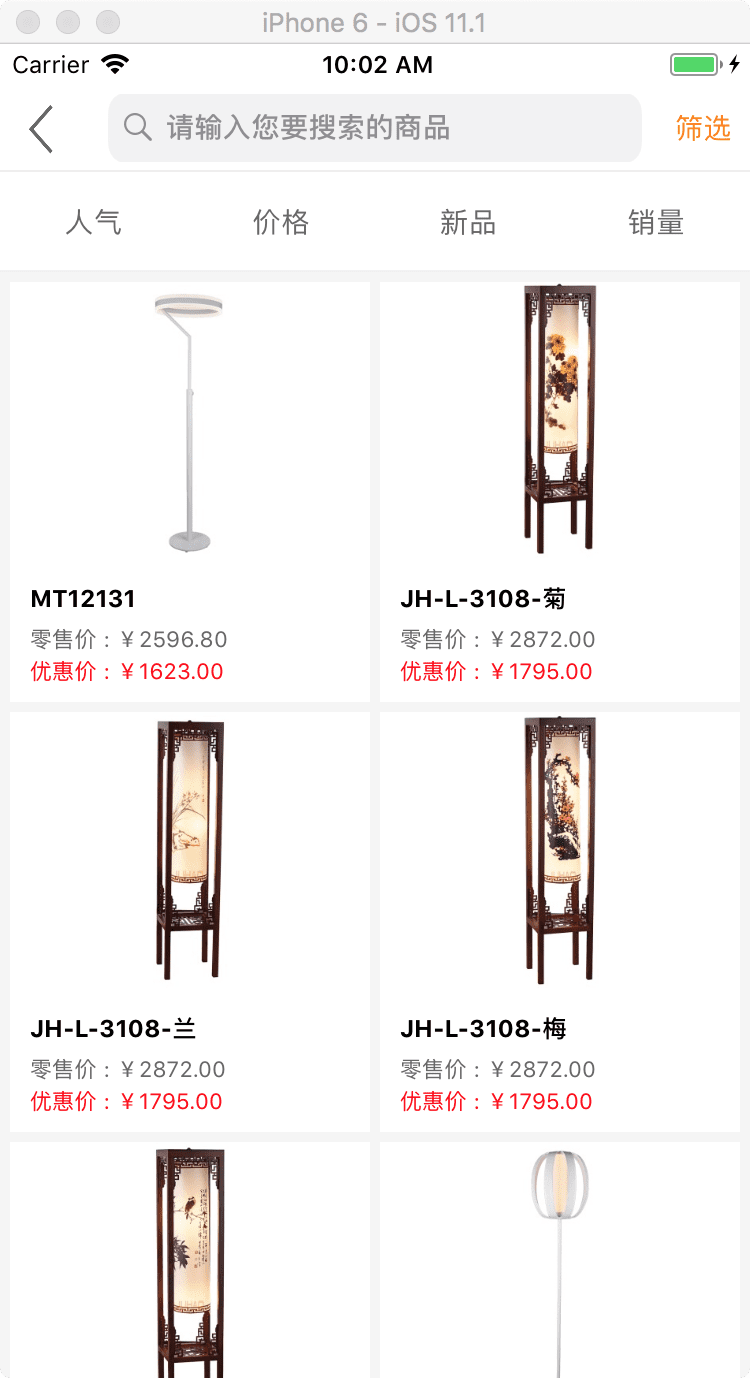 iPhone 6 - iOS 11.1
Carrier 10:02 AM
请输入您要搜索的商品 筛选
人气 价格 新品 销量
MT12131
零售价：￥2596.80
优惠价：￥1623.00
JH-L-3108-菊
零售价：￥2872.00
优惠价：￥1795.00
JH-L-3108-兰
零售价：￥2872.00
优惠价：￥1795.00
JH-L-3108-梅
零售价：￥2872.00
优惠价：￥1795.00